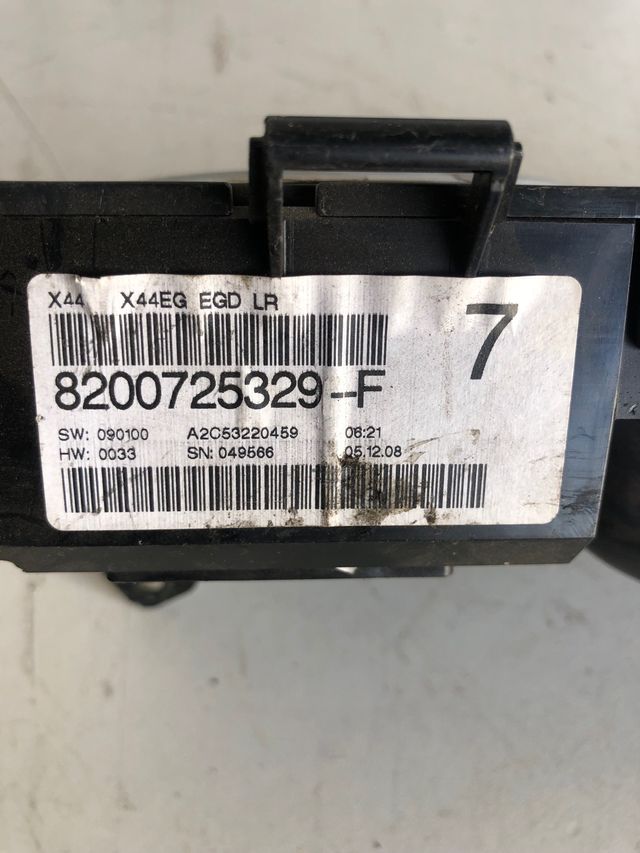 X44 X44EG EGD LR
7
8200725329-F
SW: 090100 A2C53220459 06:21
HW: 0033 SN: 049566 05.12.08